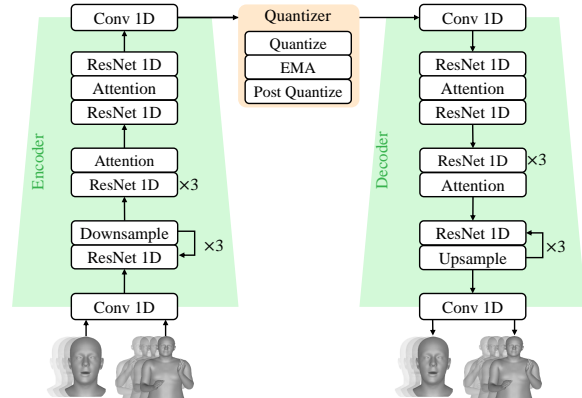 Conv 1D
ResNet 1D
Attention
ResNet 1D
Attention
ResNet 1D
×3
Downsample
ResNet 1D
×3
Conv 1D
Encoder
Quantizer
Quantize
EMA
Post Quantize
Conv 1D
ResNet 1D
Attention
ResNet 1D
ResNet 1D
×3
Attention
ResNet 1D
Upsample
×3
Conv 1D
Decoder